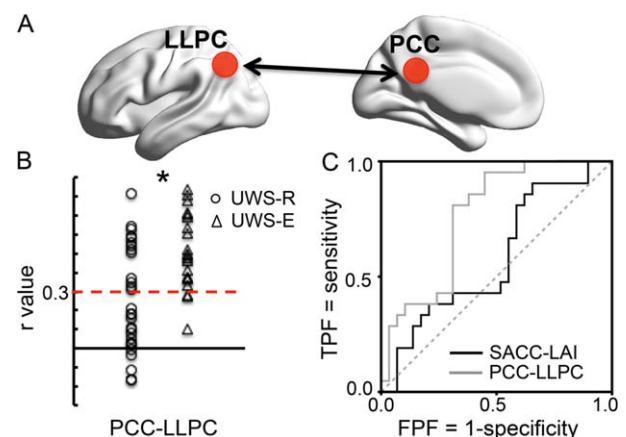 A
LLPC
PCC
B
*
UWS-R
UWS-E
0.3
r value
PCC-LLPC
C
1.0
0.5
0.0
TPF = sensitivity
SACC-LAI
PCC-LLPC
0.0 0.5 1.0
FPF = 1-specificity